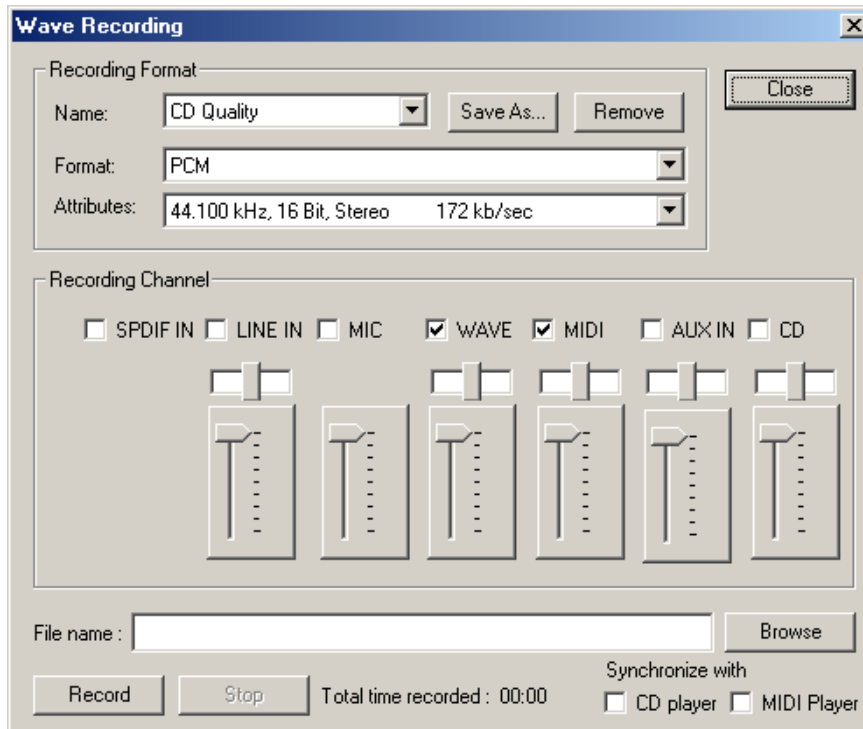 Wave Recording
Recording Format
Close
Name: CD Quality Save As... Remove
Format: PCM
Attributes: 44.100 kHz, 16 Bit, Stereo 172 kb/sec
Recording Channel
SPDIF IN LINE IN MIC WAVE MIDI AUX IN CD
File name : Browse
Synchronize with
Record Stop Total time recorded : 00:00 CD player MIDI Player